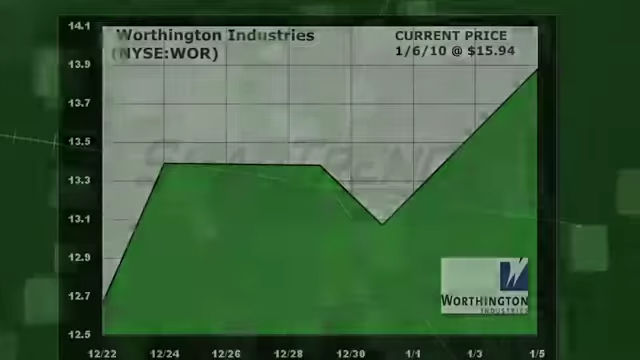 Worthington Industries
(NYSE:WOR)
CURRENT PRICE
1/6/10 @ $15.94
14.1
13.9
13.7
13.5
13.3
13.1
12.9
12.7
12.5
12/22
12/24
12/26
12/28
12/30
1/1
1/3
1/5
WORTHINGTON
INDUSTRIES